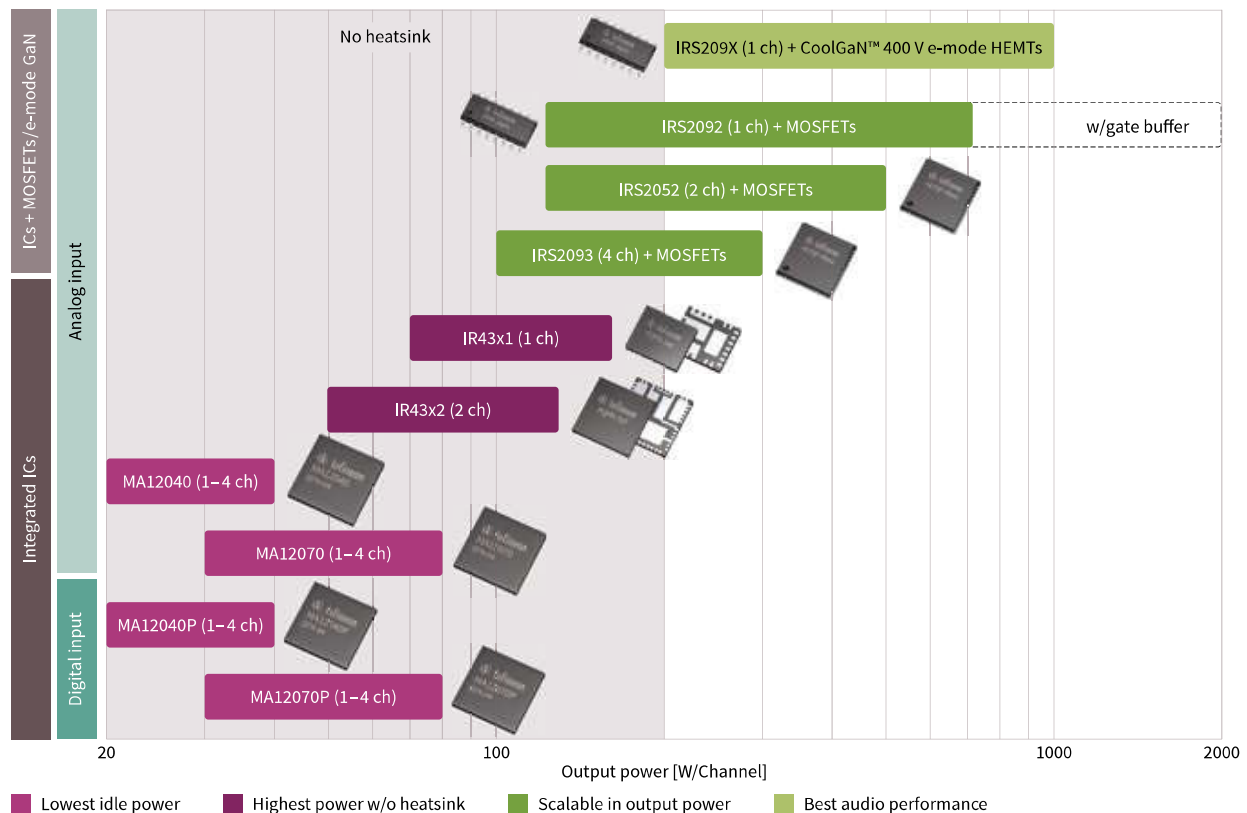 No heatsink
IRS209X (1 ch) + CoolGaN™ 400 V e-mode HEMTs
IRS2092 (1 ch) + MOSFETs
w/gate buffer
IRS2052 (2 ch) + MOSFETs
IRS2093 (4 ch) + MOSFETs
IR43x1 (1 ch)
IR43x2 (2 ch)
MA12040 (1–4 ch)
MA12070 (1–4 ch)
MA12040P (1–4 ch)
MA12070P (1–4 ch)
ICs + MOSFETs/e-mode GaN
Integrated ICs
Analog input
Digital input
20
100
1000
2000
Output power [W/Channel]
Lowest idle power
Highest power w/o heatsink
Scalable in output power
Best audio performance